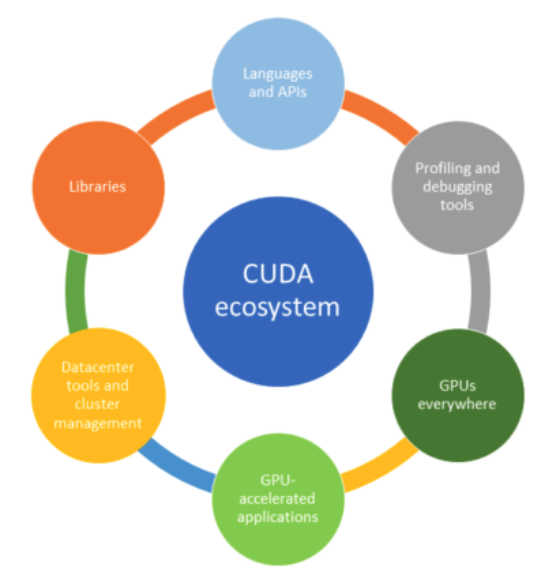 Languages
and APIs
Profiling and
debugging
tools
Libraries
CUDA
ecosystem
Datacenter
tools and
cluster
management
GPUs
everywhere
GPU-
accelerated
applications